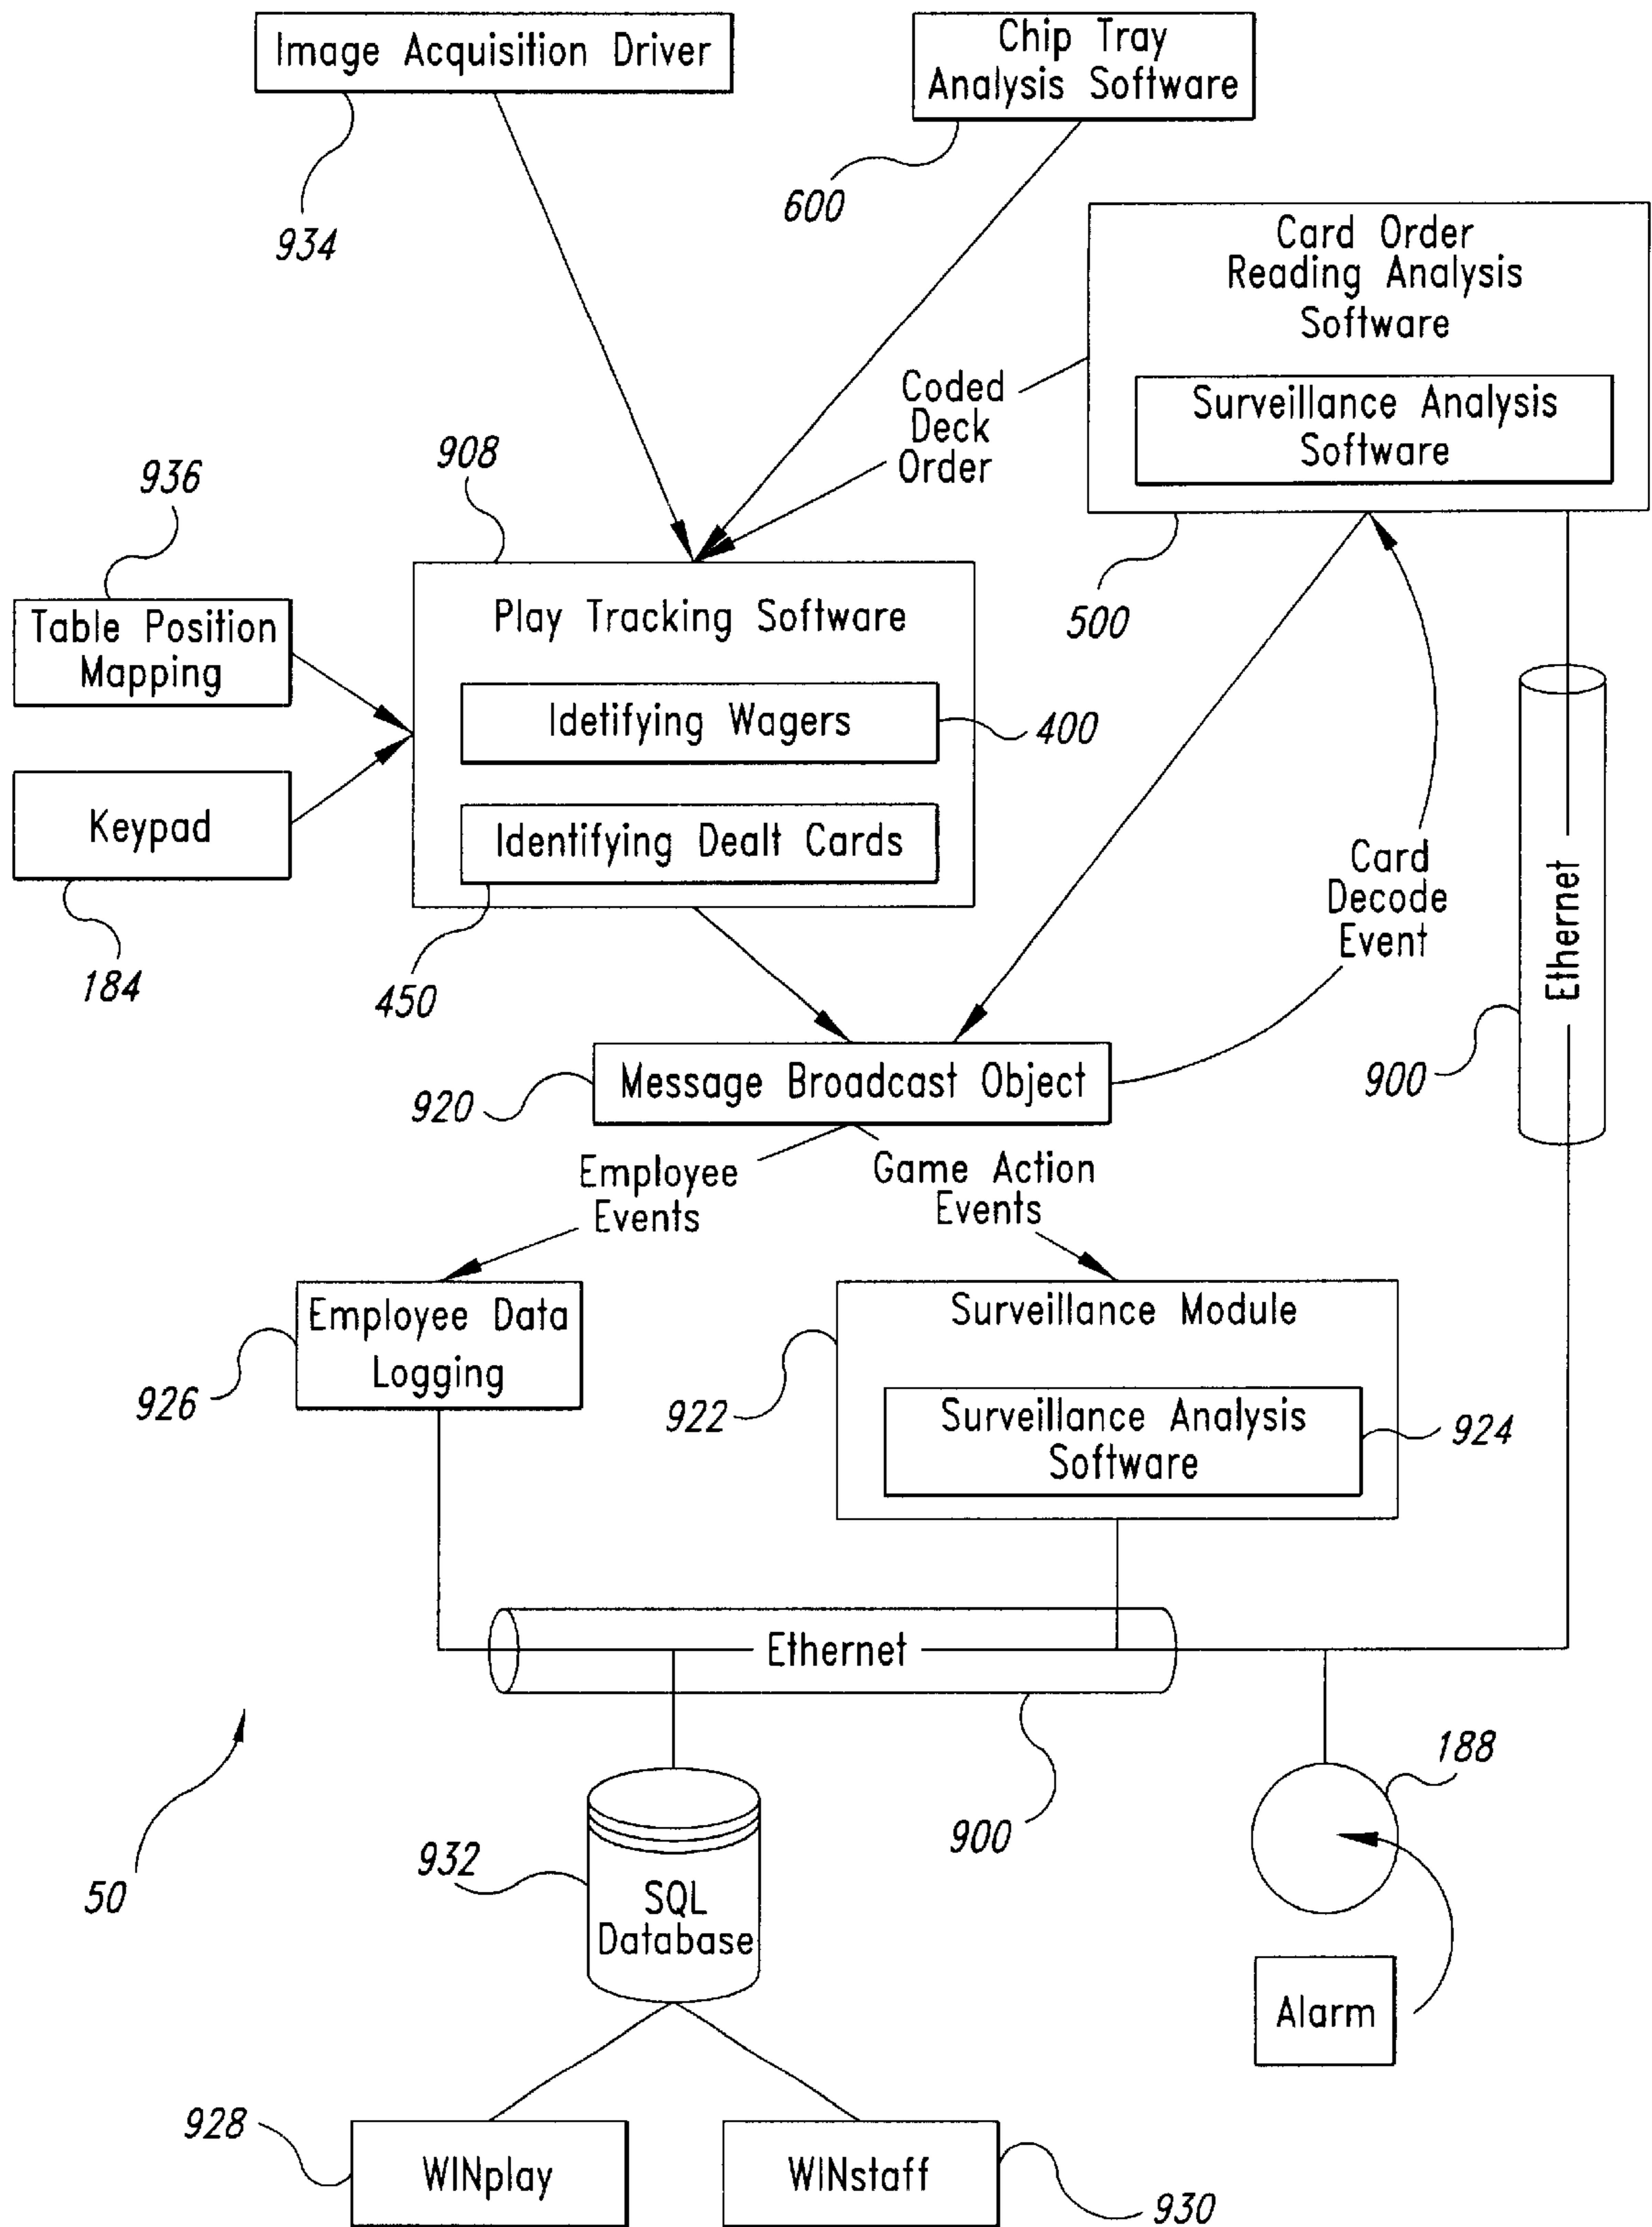 Image Acquisition Driver
Chip Tray
Analysis Software
934
600
Card Order
Reading Analysis
Software
Surveillance Analysis
Software
500
Coded
Deck
Order
908
936
Table Position
Mapping
Keypad
184
Play Tracking Software
Idetifying Wagers
400
Identifying Dealt Cards
450
Card
Decode
Event
Ethernet
900
Message Broadcast Object
920
Employee
Events
Game Action
Events
Employee Data
Logging
926
Surveillance Module
922
Surveillance Analysis
Software
924
Ethernet
900
50
188
932
SQL
Database
Alarm
928
WINplay
WINstaff
930